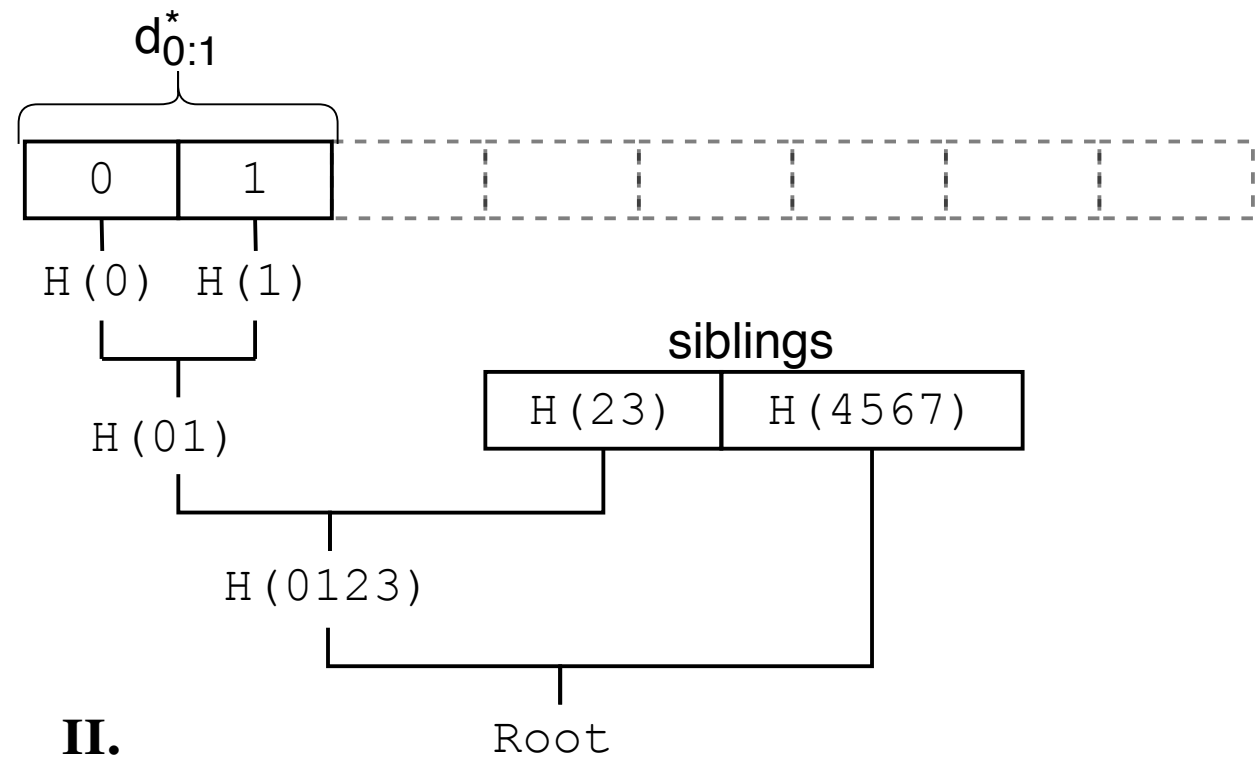 d*0:1
0 1
H(0) H(1)
siblings
H(23) H(4567)
H(01)
H(0123)
II.
Root